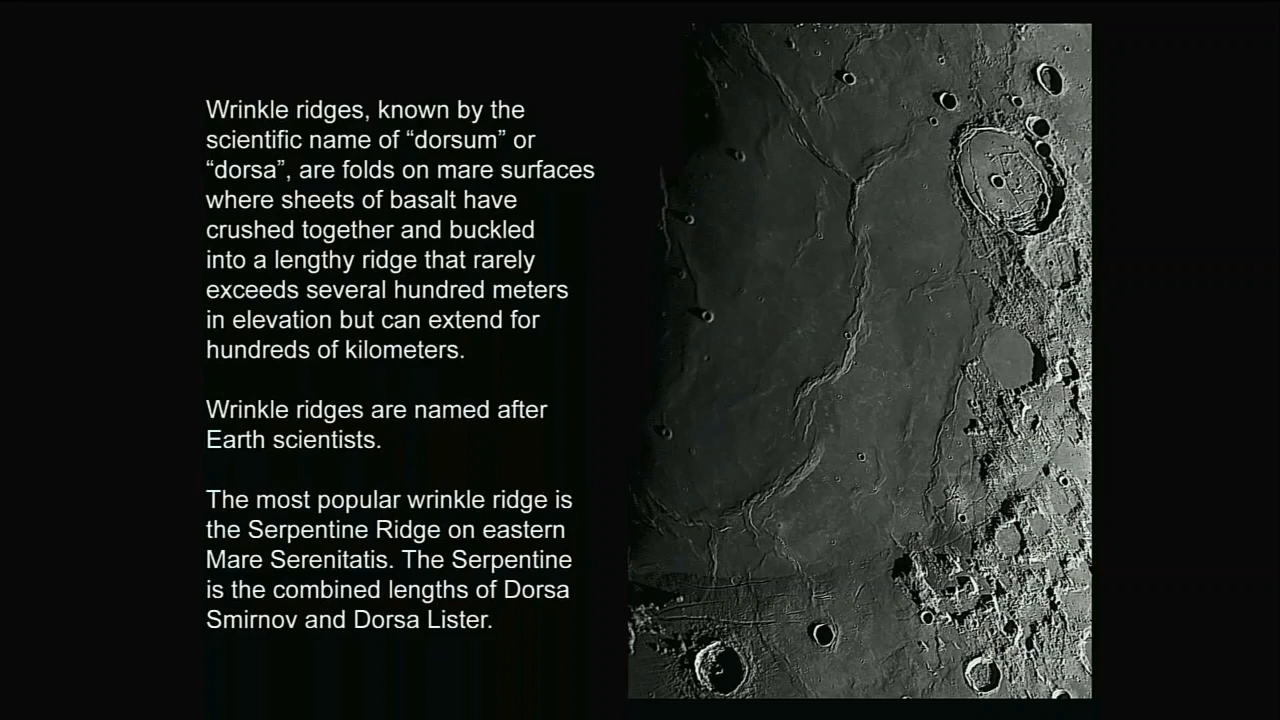 Wrinkle ridges, known by the
scientific name of “dorsum” or
“dorsa”, are folds on mare surfaces
where sheets of basalt have
crushed together and buckled
into a lengthy ridge that rarely
exceeds several hundred meters
in elevation but can extend for
hundreds of kilometers.
Wrinkle ridges are named after
Earth scientists.
The most popular wrinkle ridge is
the Serpentine Ridge on eastern
Mare Serenitatis. The Serpentine
is the combined lengths of Dorsa
Smirnov and Dorsa Lister.